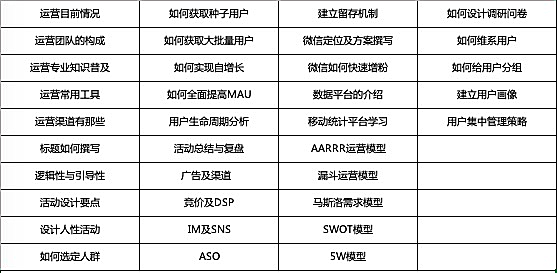 运营目前情况 如何获取种子用户 建立留存机制 如何设计调研问卷
运营团队的构成 如何获取大批量用户 微信定位及方案撰写 如何维系用户
运营专业知识普及 如何实现自增长 微信如何快速增粉 如何给用户分组
运营常用工具 如何全面提高MAU 数据平台的介绍 建立用户画像
运营渠道有那些 用户生命周期分析 移动统计平台学习 用户集中管理策略
标题如何撰写 活动总结与复盘 AARRR运营模型
逻辑性与引导性 广告及渠道 漏斗运营模型
活动设计要点 竞价及DSP 马斯洛需求模型
设计人性活动 IM及SNS SWOT模型
如何选定人群 ASO 5W模型